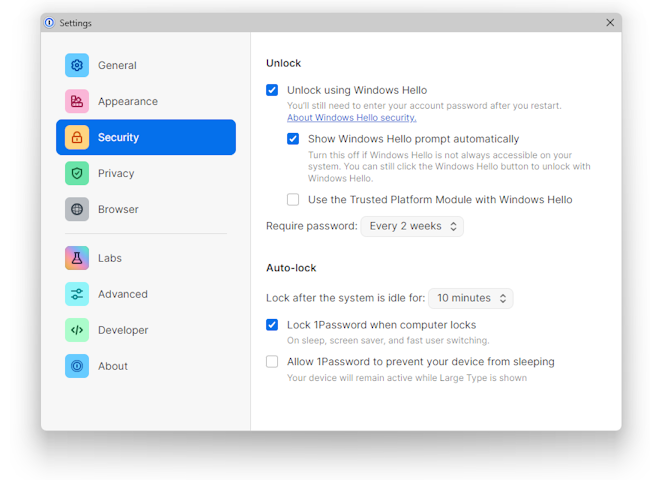 Settings
General
Appearance
Security
Privacy
Browser
Labs
Advanced
Developer
About
Unlock
Unlock using Windows Hello
You'll still need to enter your account password after you restart.
About Windows Hello security.
Show Windows Hello prompt automatically
Turn this off if Windows Hello is not always accessible on your
system. You can still click the Windows Hello button to unlock with
Windows Hello.
Use the Trusted Platform Module with Windows Hello
Require password: Every 2 weeks
Auto-lock
Lock after the system is idle for: 10 minutes
Lock 1Password when computer locks
On sleep, screen saver, and fast user switching.
Allow 1Password to prevent your device from sleeping
Your device will remain active while Large Type is shown